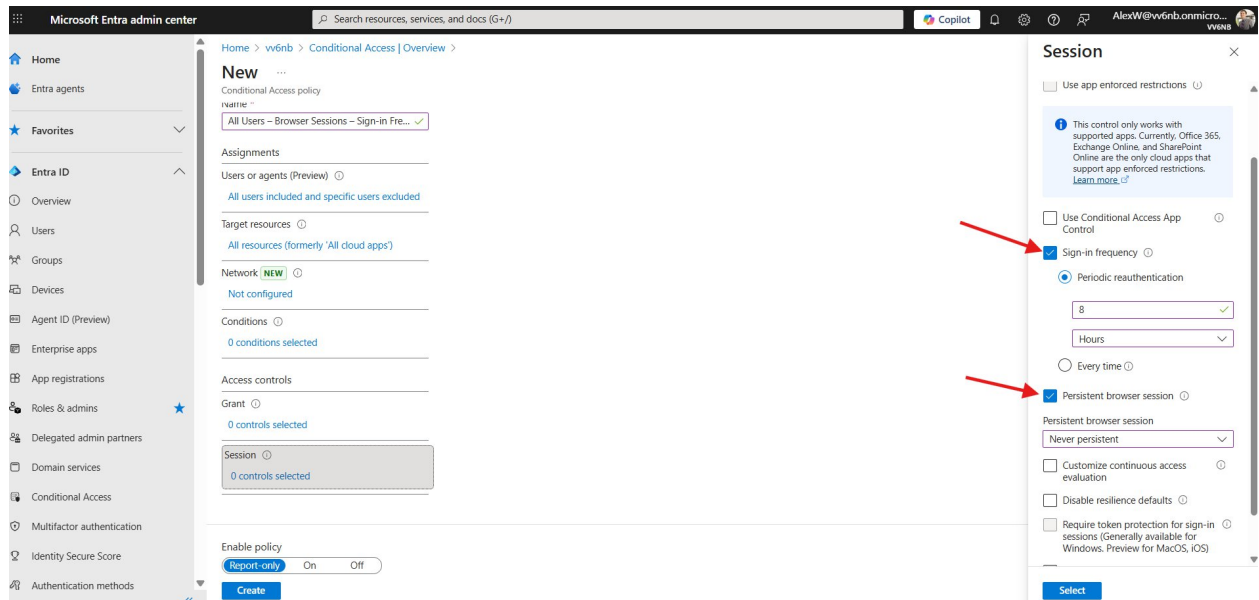 Microsoft Entra admin center
Search resources, services, and docs (G+/)
Copilot
AlexW@vv6nb.onmicro...
VV6NB
Home
Entra agents
Favorites
Entra ID
Overview
Users
Groups
Devices
Agent ID (Preview)
Enterprise apps
App registrations
Roles & admins
Delegated admin partners
Domain services
Conditional Access
Multifactor authentication
Identity Secure Score
Authentication methods
Home > vv6nb > Conditional Access | Overview >
New ...
Conditional Access policy
Name *
All Users – Browser Sessions – Sign-in Fre...
Assignments
Users or agents (Preview)
All users included and specific users excluded
Target resources
All resources (formerly 'All cloud apps')
Network NEW
Not configured
Conditions
0 conditions selected
Access controls
Grant
0 controls selected
Session
0 controls selected
Enable policy
Report-only On Off
Create
Session
Use app enforced restrictions
This control only works with
supported apps. Currently, Office 365,
Exchange Online, and SharePoint
Online are the only cloud apps that
support app enforced restrictions.
Learn more
Use Conditional Access App
Control
Sign-in frequency
Periodic reauthentication
8
Hours
Every time
Persistent browser session
Persistent browser session
Never persistent
Customize continuous access
evaluation
Disable resilience defaults
Require token protection for sign-in
sessions (Generally available for
Windows. Preview for MacOS, iOS)
Select